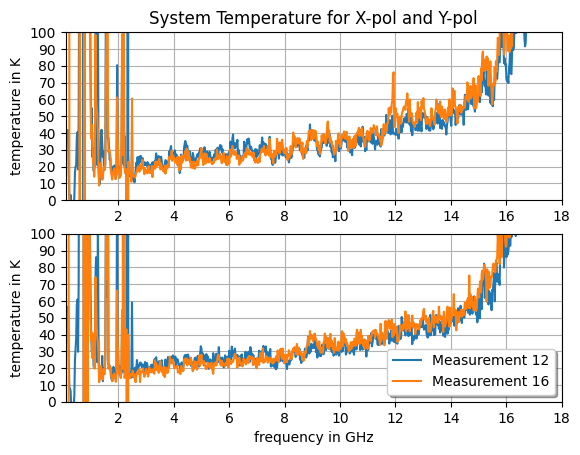 System Temperature for X-pol and Y-pol
temperature in K
100
90
80
70
60
50
40
30
20
10
0
2 4 6 8 10 12 14 16 18
temperature in K
100
90
80
70
60
50
40
30
20
10
0
Measurement 12
Measurement 16
2 4 6 8 10 12 14 16 18
frequency in GHz